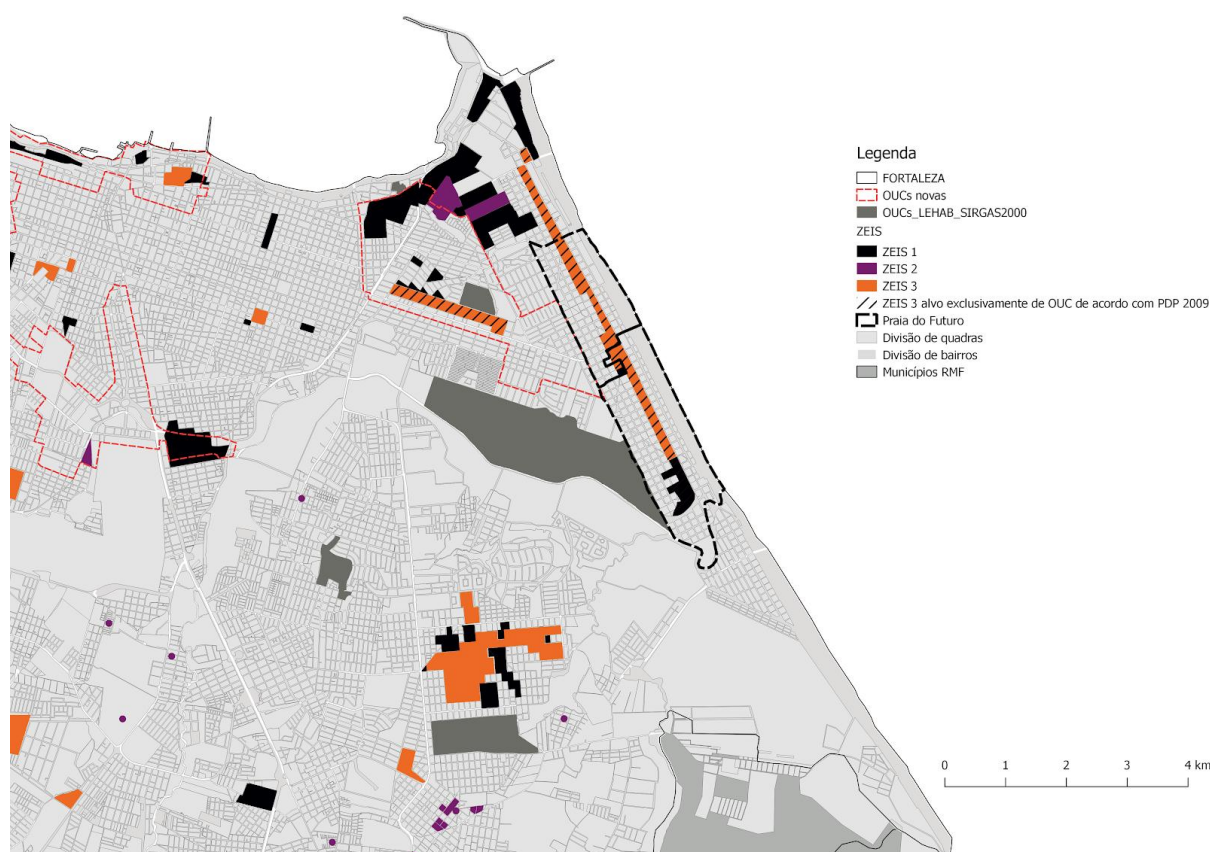 Legenda
FORTALEZA
OUCs novas
OUCs_LEHAB_SIRGAS2000
ZEIS
ZEIS 1
ZEIS 2
ZEIS 3
ZEIS 3 alvo exclusivamente de OUC de acordo com PDP 2009
Praia do Futuro
Divisão de quadras
Divisão de bairros
Municípios RMF
0 1 2 3 4 km